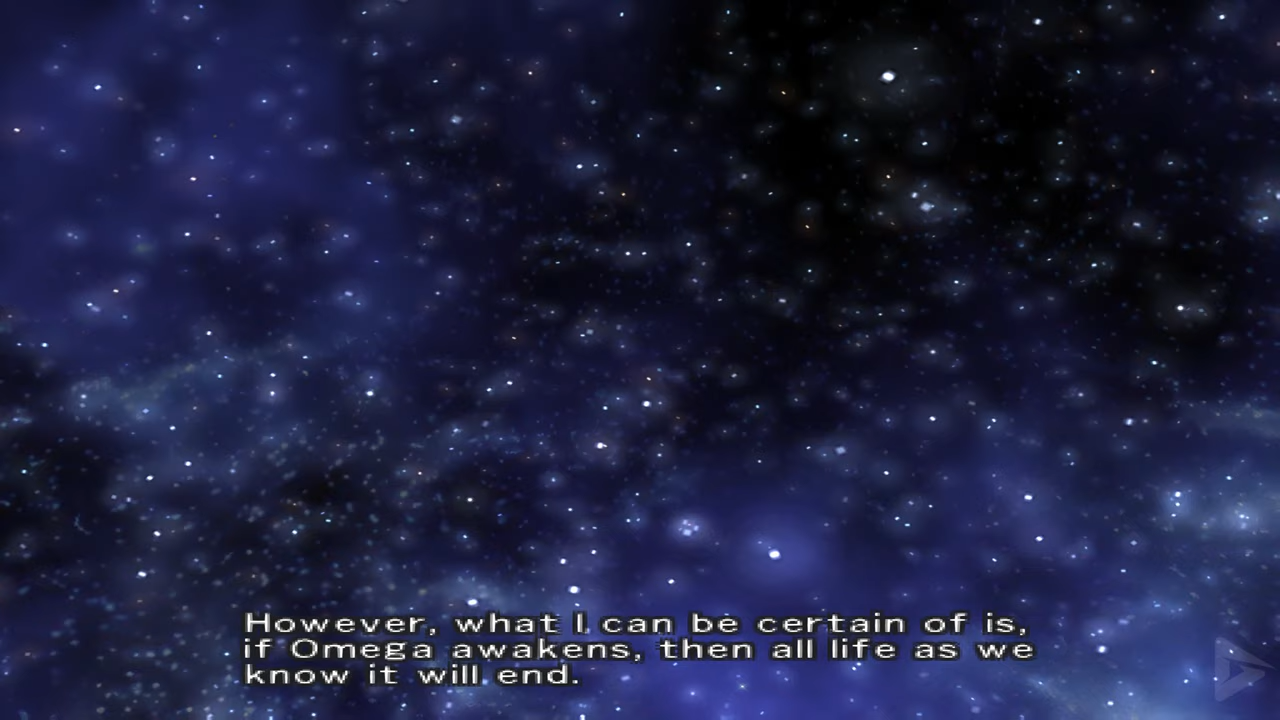 However, what I can be certain of is,
if Omega awakens, then all life as we
know it will end.